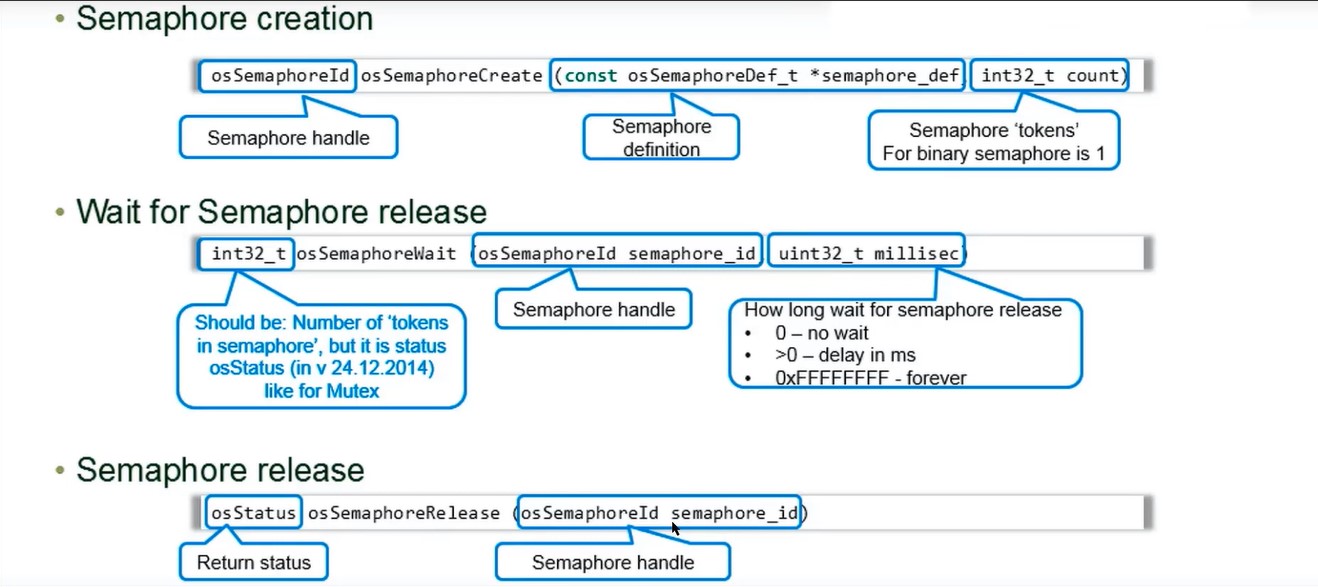 • Semaphore creation
osSemaphoreId osSemaphoreCreate (const osSemaphoreDef_t *semaphore_def, int32_t count)
Semaphore handle
Semaphore
definition
Semaphore ‘tokens’
For binary semaphore is 1
• Wait for Semaphore release
int32_t osSemaphoreWait (osSemaphoreId semaphore_id, uint32_t millisec)
Should be: Number of ‘tokens
in semaphore’, but it is status
osStatus (in v 24.12.2014)
like for Mutex
Semaphore handle
How long wait for semaphore release
• 0 – no wait
• >0 – delay in ms
• 0xFFFFFFFF - forever
• Semaphore release
osStatus osSemaphoreRelease (osSemaphoreId semaphore_id)
Return status
Semaphore handle